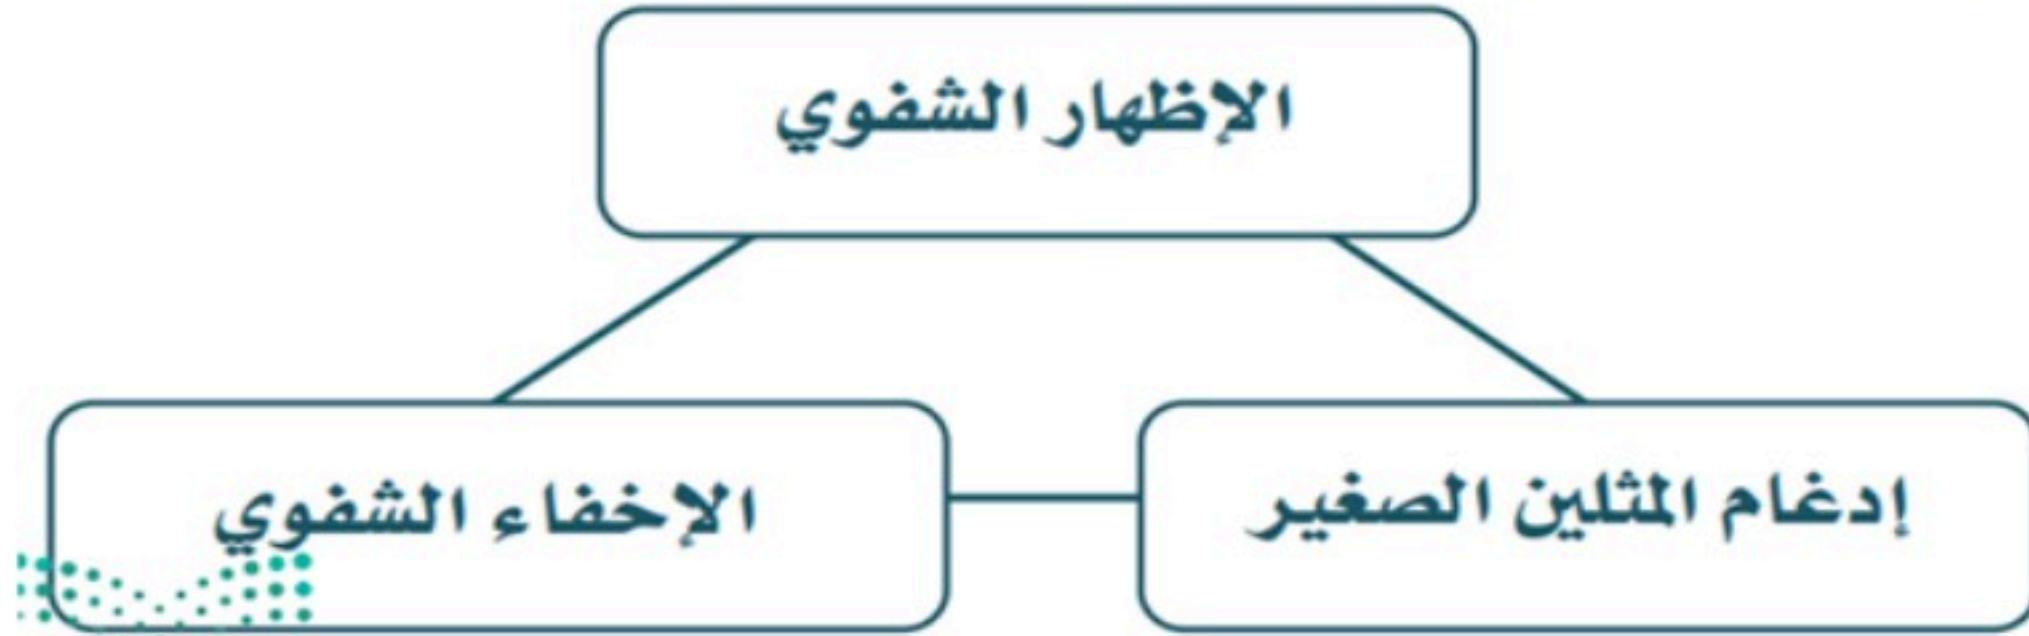 الإظهار الشفوي
إدغام المثلين الصغير
الإخفاء الشفوي